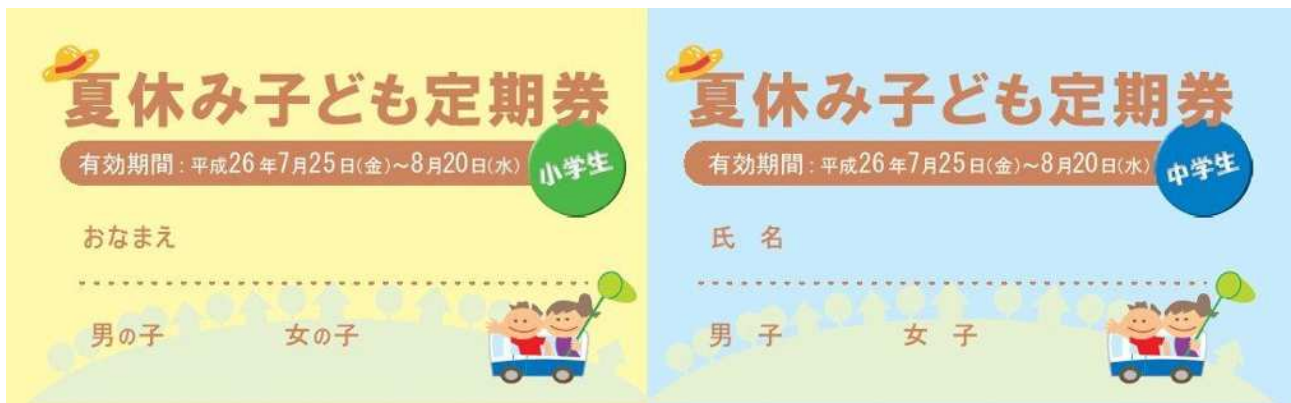 夏休み子ども定期券
有効期間:平成26年7月25日(金)~8月20日(水)
小学生
おなまえ
男の子 女の子
夏休み子ども定期券
有効期間:平成26年7月25日(金)~8月20日(水)
中学生
氏 名
男 子 女 子